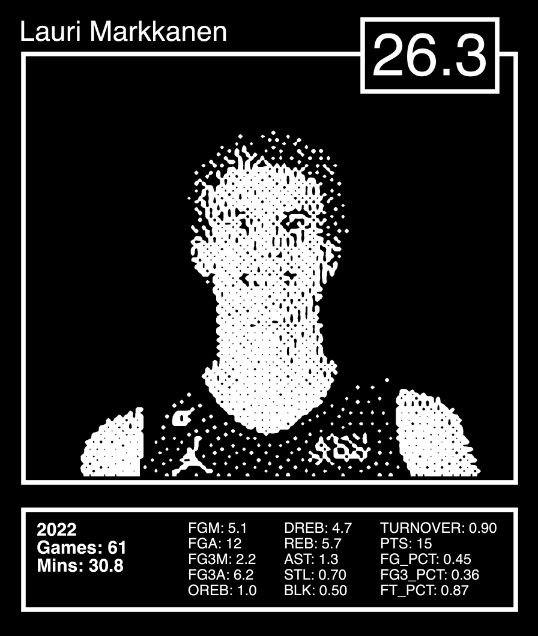 Lauri Markkanen
26.3
2022
Games: 61
Mins: 30.8
FGM: 5.1
FGA: 12
FG3M: 2.2
FG3A: 6.2
OREB: 1.0
DREB: 4.7
REB: 5.7
AST: 1.3
STL: 0.70
BLK: 0.50
TURNOVER: 0.90
PTS: 15
FG_PCT: 0.45
FG3_PCT: 0.36
FT_PCT: 0.87